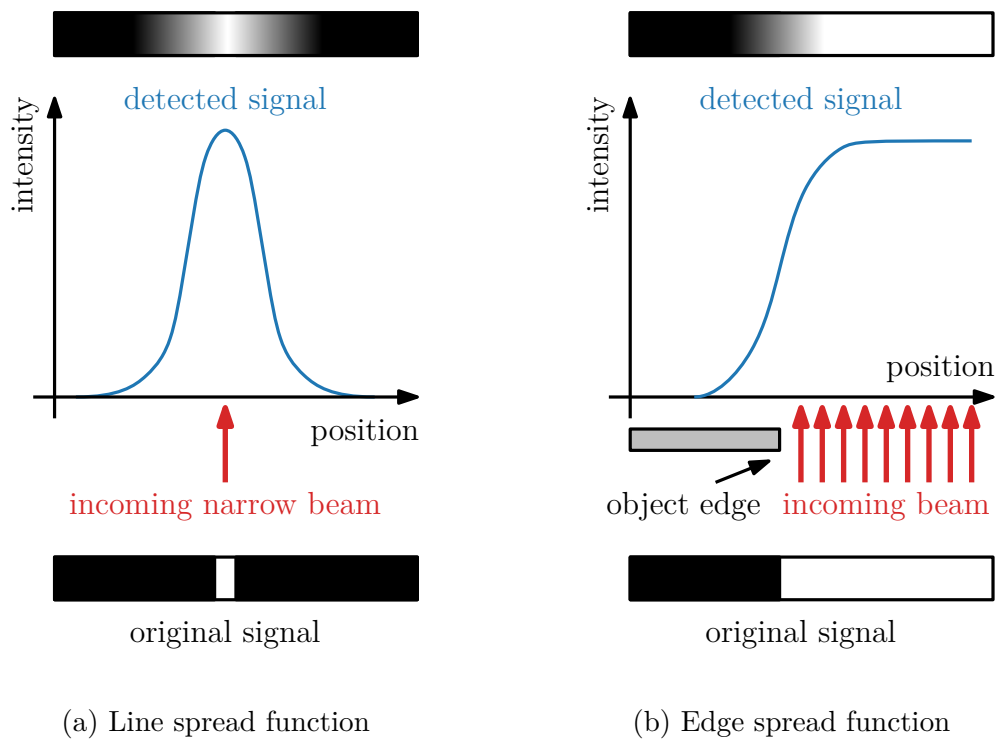 detected signal
intensity
position
incoming narrow beam
original signal
(a) Line spread function
detected signal
intensity
position
object edge
incoming beam
original signal
(b) Edge spread function